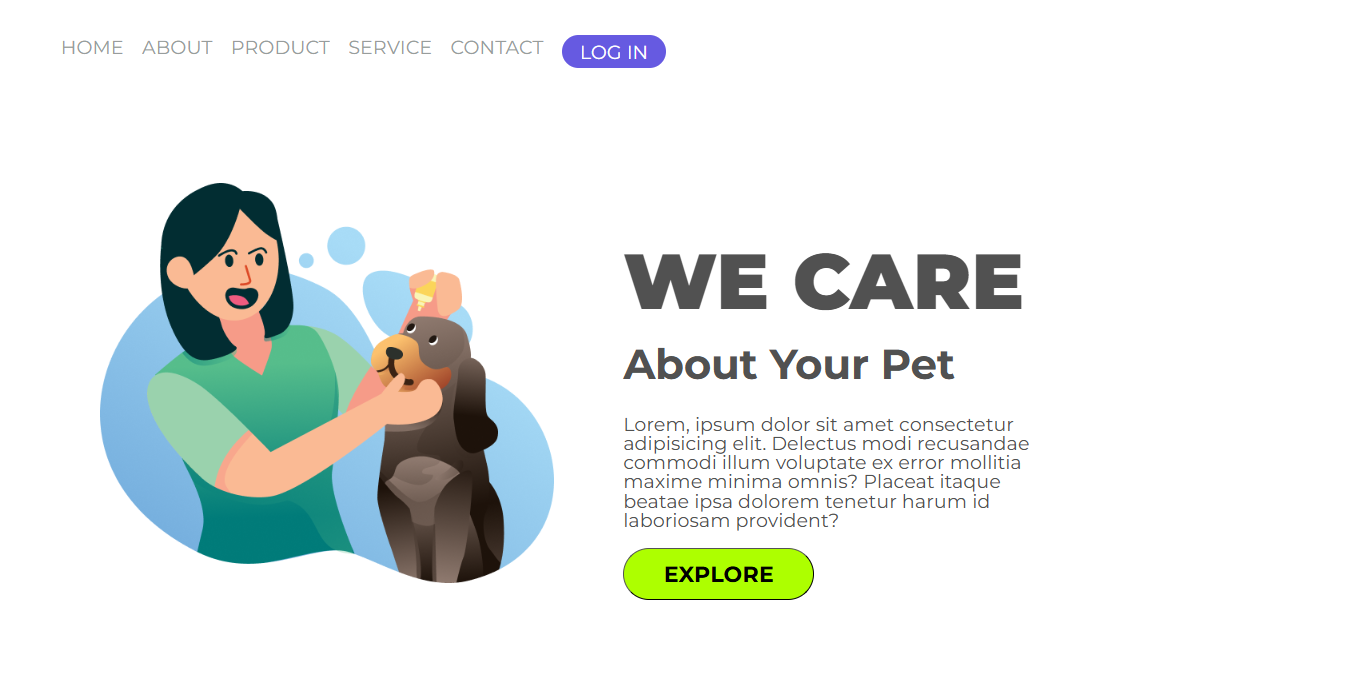 HOME ABOUT PRODUCT SERVICE CONTACT LOG IN
WE CARE
About Your Pet
Lorem, ipsum dolor sit amet consectetur
adipisicing elit. Delectus modi recusandae
commodi illum voluptate ex error mollitia
maxime minima omnis? Placeat itaque
beatae ipsa dolorem tenetur harum id
laboriosam provident?
EXPLORE